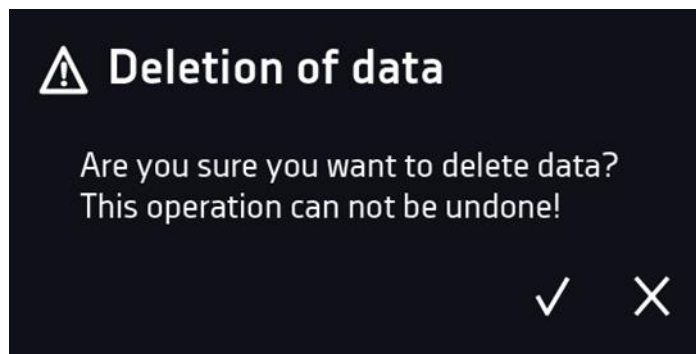 Deletion of data
Are you sure you want to delete data?
This operation can not be undone!